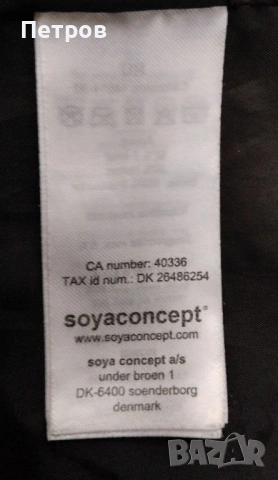 Петров
CA number: 40336
TAX id num.: DK 26486254
soyaconcept®
www.soyaconcept.com
soya concept a/s
under broen 1
DK-6400 soenderborg
denmark
BAZAR